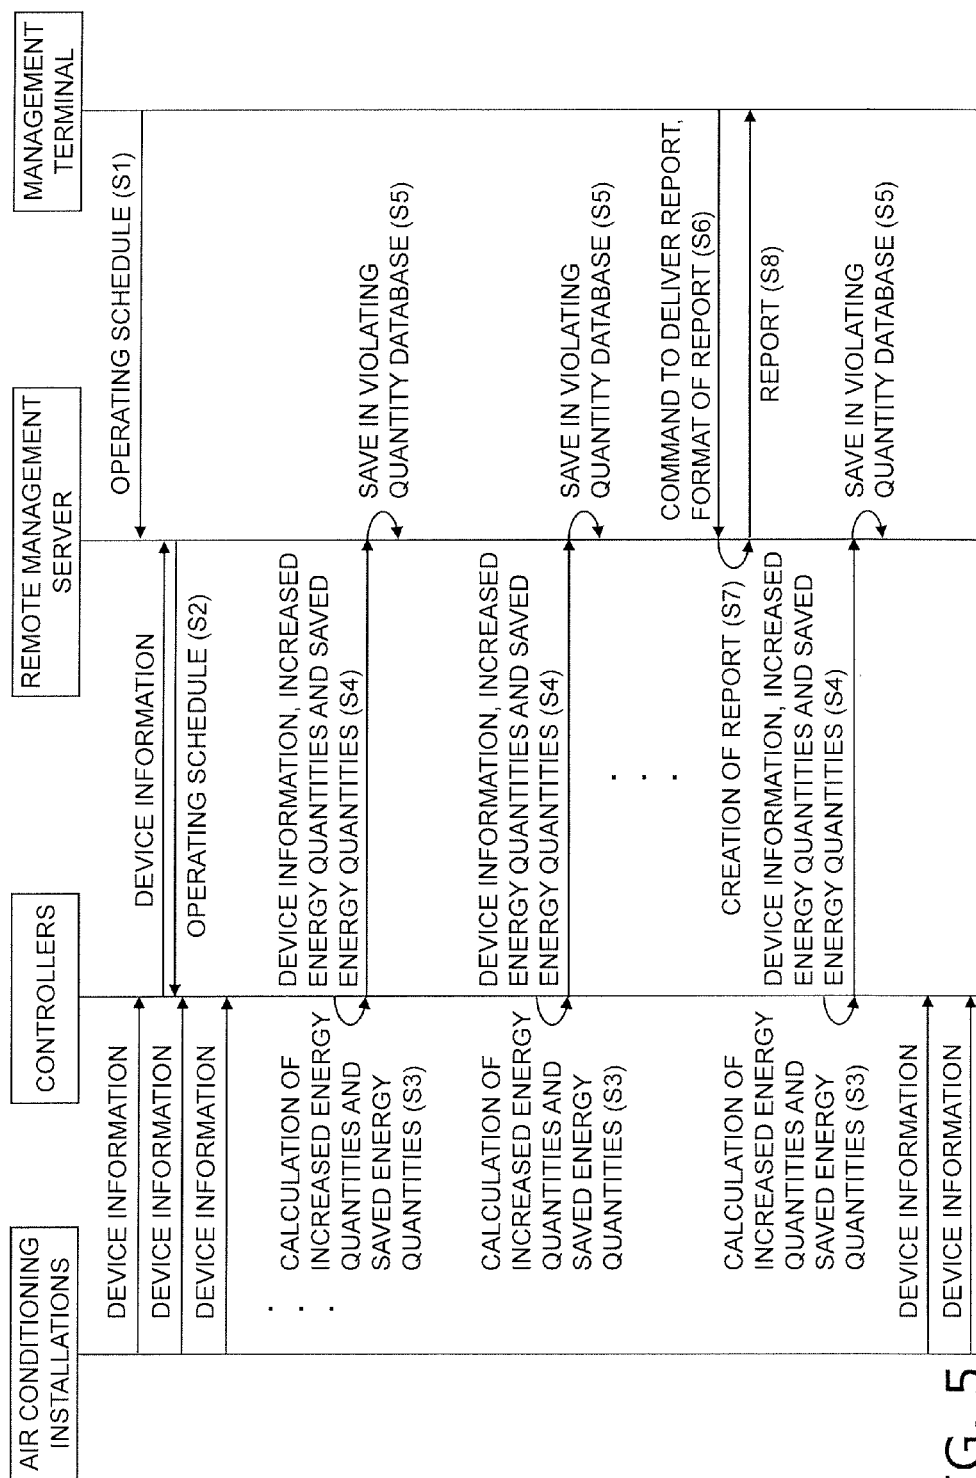 AIR CONDITIONING
INSTALLATIONS
CONTROLLERS
REMOTE MANAGEMENT
SERVER
MANAGEMENT
TERMINAL
OPERATING SCHEDULE (S1)
DEVICE INFORMATION
DEVICE INFORMATION
DEVICE INFORMATION
DEVICE INFORMATION
OPERATING SCHEDULE (S2)
. . .
CALCULATION OF
INCREASED ENERGY
QUANTITIES AND
SAVED ENERGY
QUANTITIES (S3)
DEVICE INFORMATION, INCREASED
ENERGY QUANTITIES AND SAVED
ENERGY QUANTITIES (S4)
SAVE IN VIOLATING
QUANTITY DATABASE (S5)
CALCULATION OF
INCREASED ENERGY
QUANTITIES AND
SAVED ENERGY
QUANTITIES (S3)
DEVICE INFORMATION, INCREASED
ENERGY QUANTITIES AND SAVED
ENERGY QUANTITIES (S4)
SAVE IN VIOLATING
QUANTITY DATABASE (S5)
. . .
COMMAND TO DELIVER REPORT,
FORMAT OF REPORT (S6)
CREATION OF REPORT (S7)
REPORT (S8)
CALCULATION OF
INCREASED ENERGY
QUANTITIES AND
SAVED ENERGY
QUANTITIES (S3)
DEVICE INFORMATION, INCREASED
ENERGY QUANTITIES AND SAVED
ENERGY QUANTITIES (S4)
SAVE IN VIOLATING
QUANTITY DATABASE (S5)
DEVICE INFORMATION
DEVICE INFORMATION
G. 5